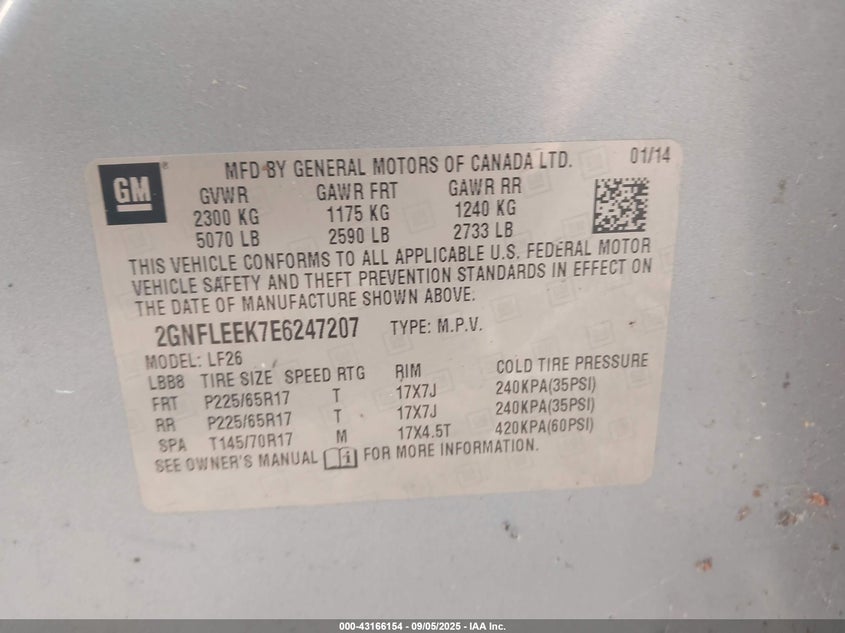 GM ®
MFD BY GENERAL MOTORS OF CANADA LTD. 01/14
GVWR GAWR FRT GAWR RR
2300 KG 1175 KG 1240 KG
5070 LB 2590 LB 2733 LB
THIS VEHICLE CONFORMS TO ALL APPLICABLE U.S. FEDERAL MOTOR
VEHICLE SAFETY AND THEFT PREVENTION STANDARDS IN EFFECT ON
THE DATE OF MANUFACTURE SHOWN ABOVE.
2GNFLEEK7E6247207 TYPE: M.P.V.
MODEL: LF26
LBB8 TIRE SIZE SPEED RTG RIM COLD TIRE PRESSURE
FRT P225/65R17 T 17X7J 240KPA(35PSI)
RR P225/65R17 T 17X7J 240KPA(35PSI)
SPA T145/70R17 M 17X4.5T 420KPA(60PSI)
SEE OWNER'S MANUAL i FOR MORE INFORMATION.
000-43166154 - 09/05/2025 - IAA Inc.